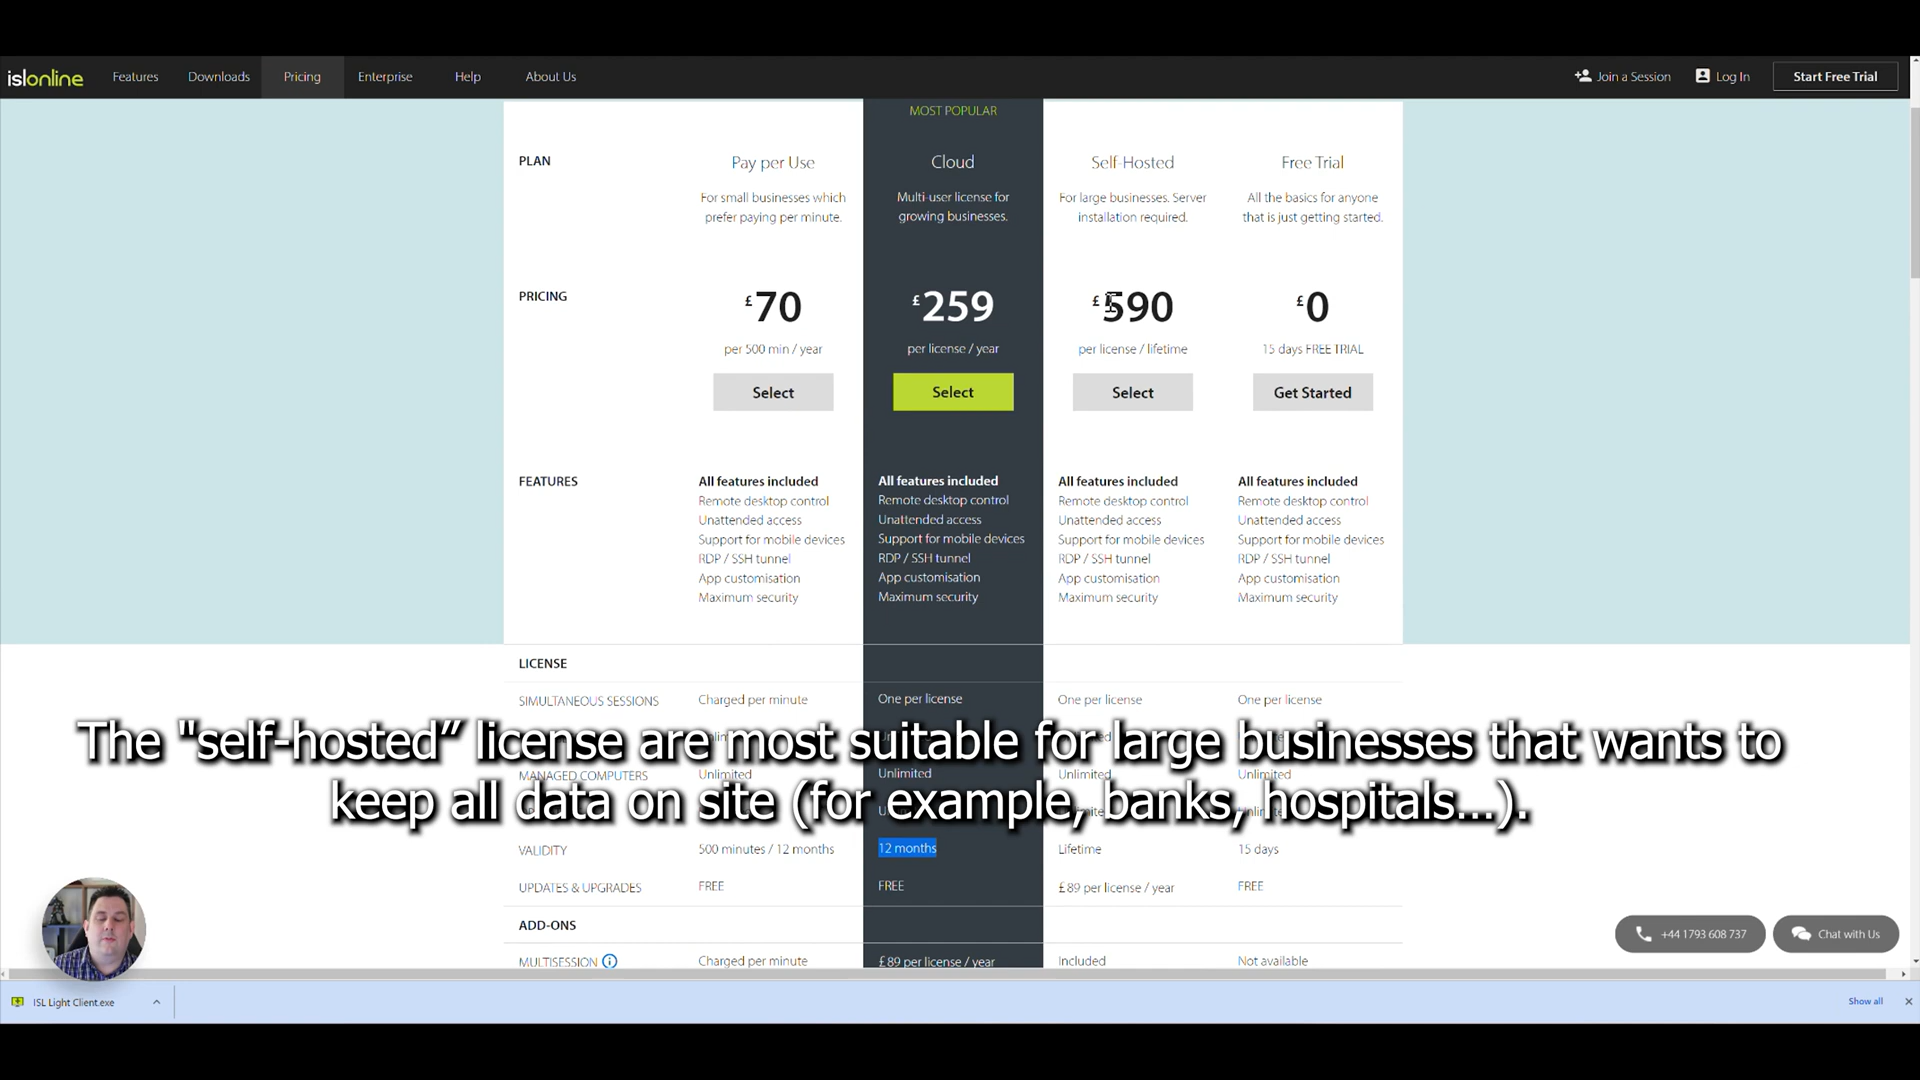 islonline Features Downloads Pricing Enterprise Help About Us Join a Session Log In Start Free Trial
MOST POPULAR
PLAN Pay per Use Cloud Self-Hosted Free Trial
For small businesses which Multi-user license for For large businesses. Server All the basics for anyone
prefer paying per minute. growing businesses. installation required. that is just getting started.
PRICING £70 £259 £590 £0
per 500 min / year per license / year per license / lifetime 15 days FREE TRIAL
Select Select Select Get Started
FEATURES All features included All features included All features included All features included
Remote desktop control Remote desktop control Remote desktop control Remote desktop control
Unattended access Unattended access Unattended access Unattended access
Support for mobile devices Support for mobile devices Support for mobile devices Support for mobile devices
RDP / SSH tunnel RDP / SSH tunnel RDP / SSH tunnel RDP / SSH tunnel
App customisation App customisation App customisation App customisation
Maximum security Maximum security Maximum security Maximum security
LICENSE
SIMULTANEOUS SESSIONS Charged per minute One per license One per license One per license
The "self-hosted” license are most suitable for large businesses that wants to
MANAGED COMPUTERS Unlimited Unlimited Unlimited Unlimited
keep all data on site (for example, banks, hospitals...).
VALIDITY 500 minutes / 12 months 12 months Lifetime 15 days
UPDATES & UPGRADES FREE FREE £89 per license / year FREE
ADD-ONS
+44 1793 608 737 Chat with Us
MULTISESSION Charged per minute £89 per license / year Included Not available
ISL Light Client.exe Show all